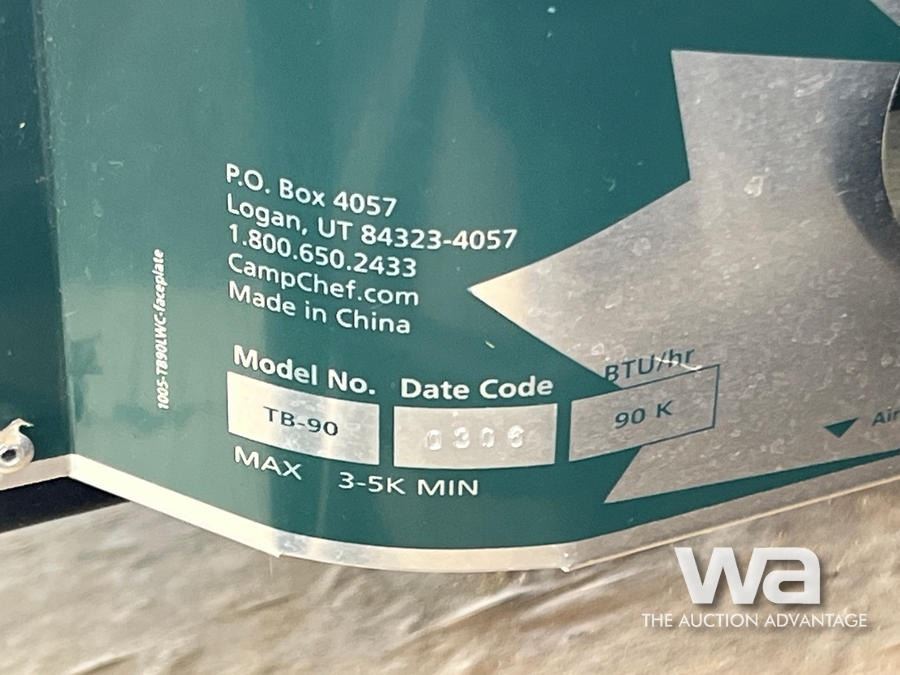 P.O. Box 4057
Logan, UT 84323-4057
1.800.650.2433
CampChef.com
Made in China
1005-TB90LWC-faceplate
Model No.
TB-90
Date Code
0306
BTU/hr
90 K
MAX 3-5K MIN
Air
wa
THE AUCTION ADVANTAGE